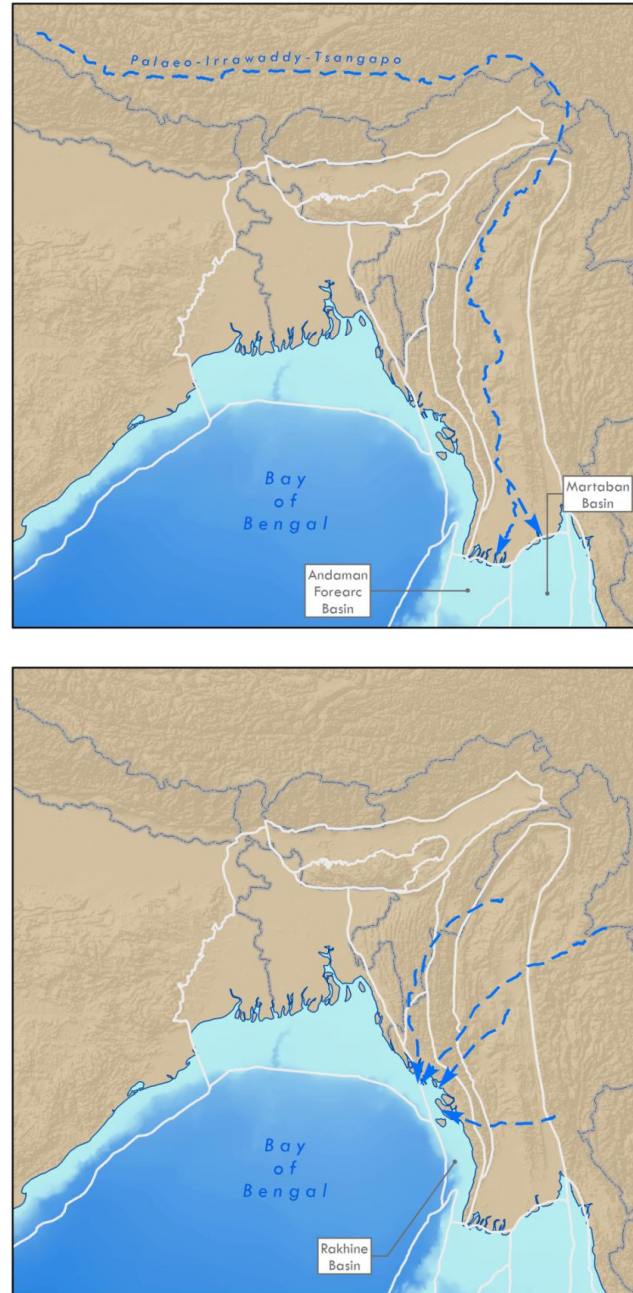 Palaeo-Irrawaddy-Tsangapo
Bay
of
Bengal
Martaban
Basin
Andaman
Forearc
Basin
Bay
of
Bengal
Rakhine
Basin